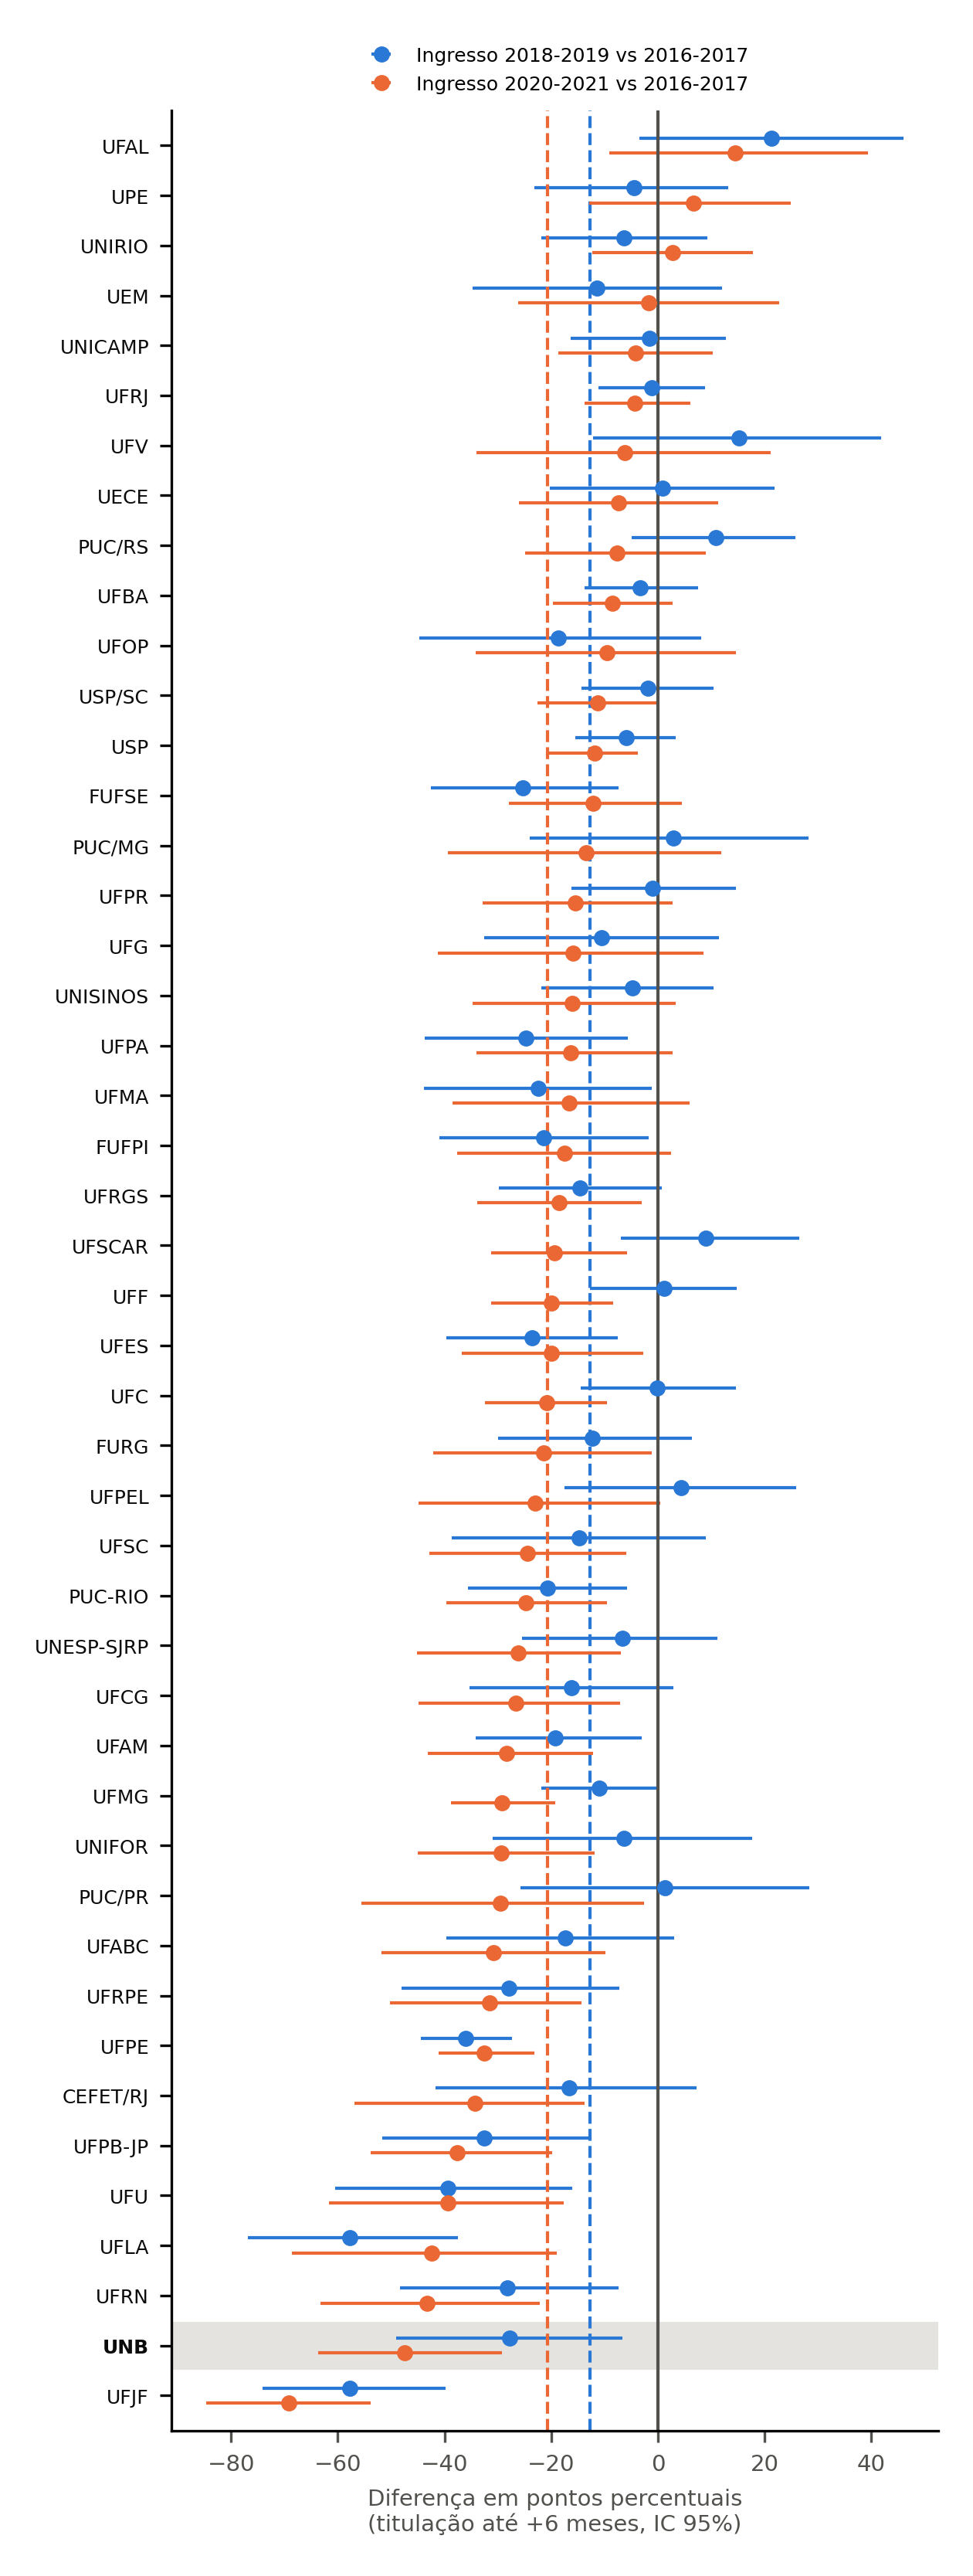 Ingresso 2018-2019 vs 2016-2017
Ingresso 2020-2021 vs 2016-2017
UFAL
UPE
UNIRIO
UEM
UNICAMP
UFRJ
UFV
UECE
PUC/RS
UFBA
UFOP
USP/SC
USP
FUFSE
PUC/MG
UFPR
UFG
UNISINOS
UFPA
UFMA
FUFPI
UFRGS
UFSCAR
UFF
UFES
UFC
FURG
UFPEL
UFSC
PUC-RIO
UNESP-SJRP
UFCG
UFAM
UFMG
UNIFOR
PUC/PR
UFABC
UFRPE
UFPE
CEFET/RJ
UFPB-JP
UFU
UFLA
UFRN
UNB
UFJF
−80 −60 −40 −20 0 20 40
Diferença em pontos percentuais
(titulação até +6 meses, IC 95%)